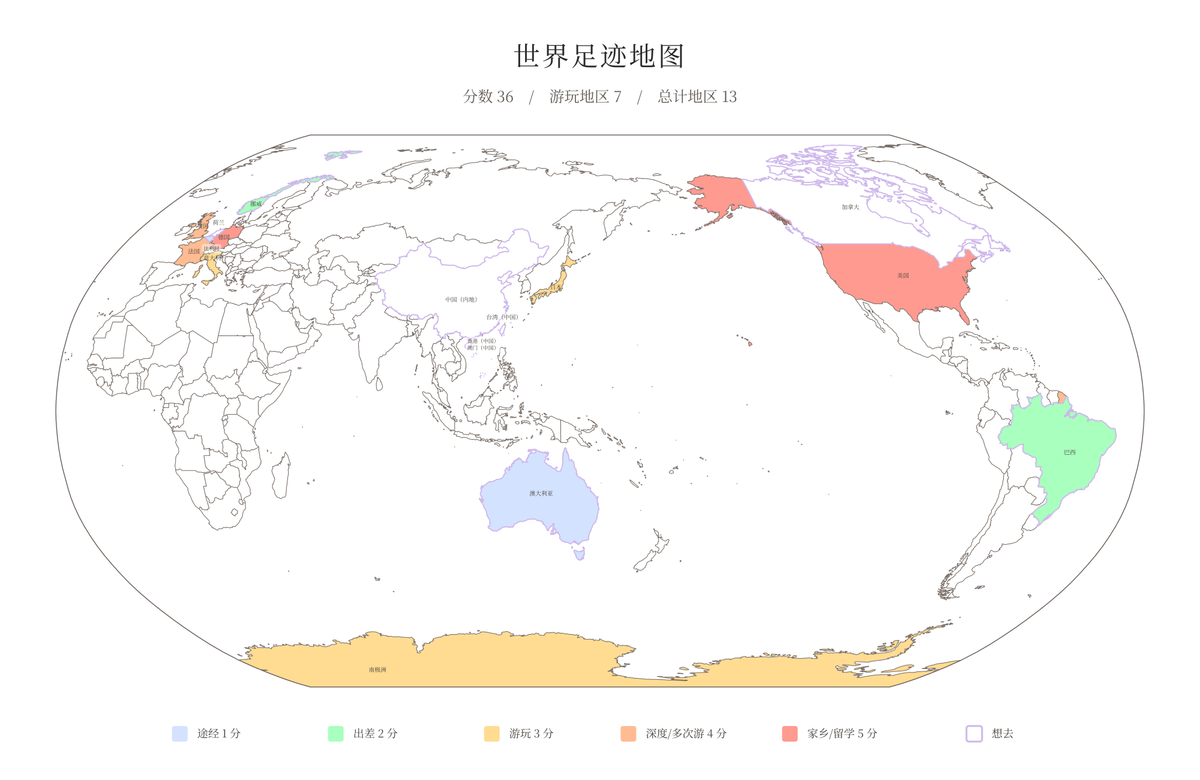 世界足迹地图
分数 36 / 游玩地区 7 / 总计地区 13
挪威
荷兰
德国
法国
加拿大
美国
中国（内地）
台湾（中国）
香港（中国）
澳门（中国）
巴西
澳大利亚
南极洲
途经 1 分
出差 2 分
游玩 3 分
深度/多次游 4 分
家乡/留学 5 分
想去